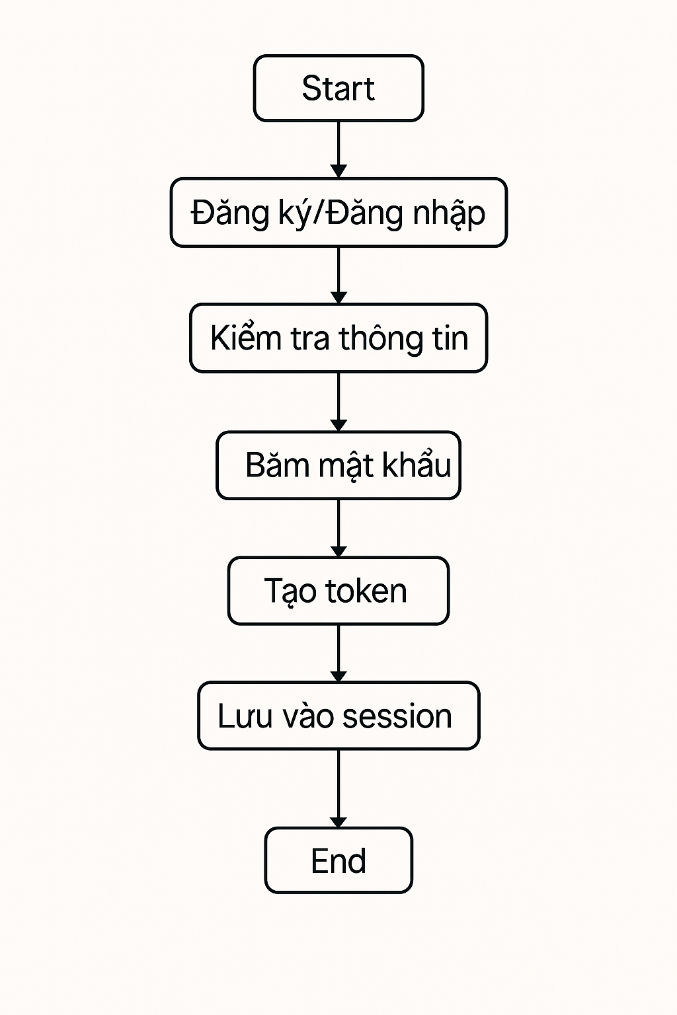 Start
Đăng ký/Đăng nhập
Kiểm tra thông tin
Băm mật khẩu
Tạo token
Lưu vào session
End